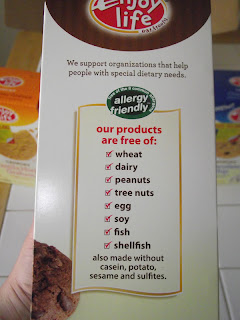 Enjoy
life
We support organizations that help
people with special dietary needs.
allergy
friendly
our products
are free of:
wheat
dairy
peanuts
tree nuts
egg
soy
fish
shellfish
also made without
casein, potato,
sesame and sulfites.